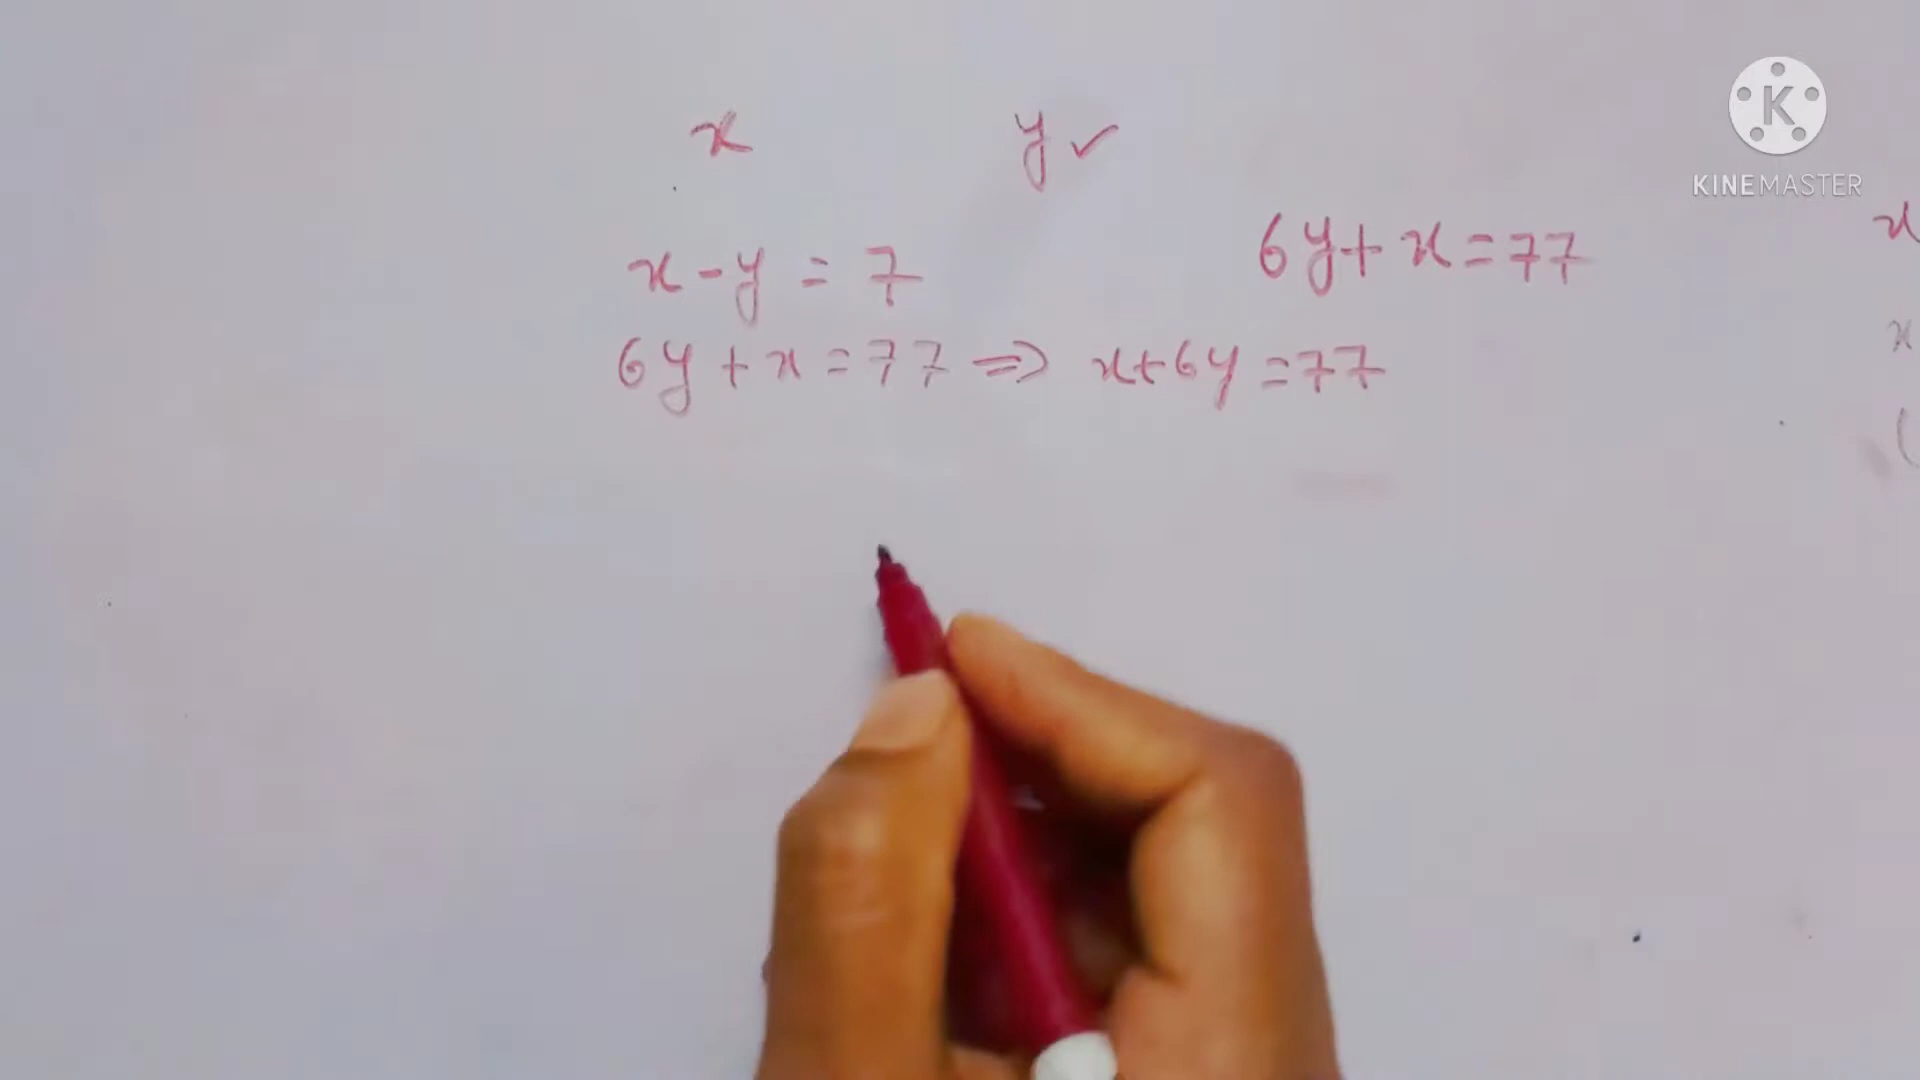 x y ✓
K
KINEMASTER
6y + x = 77
x - y = 7
6y + x = 77 ⇒ x + 6y = 77
x
x
(